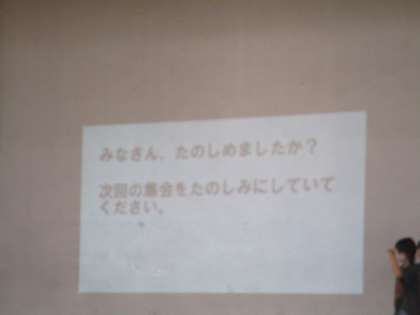 みなさん、たのしめましたか？
次回の集会をたのしみにしていて
ください。